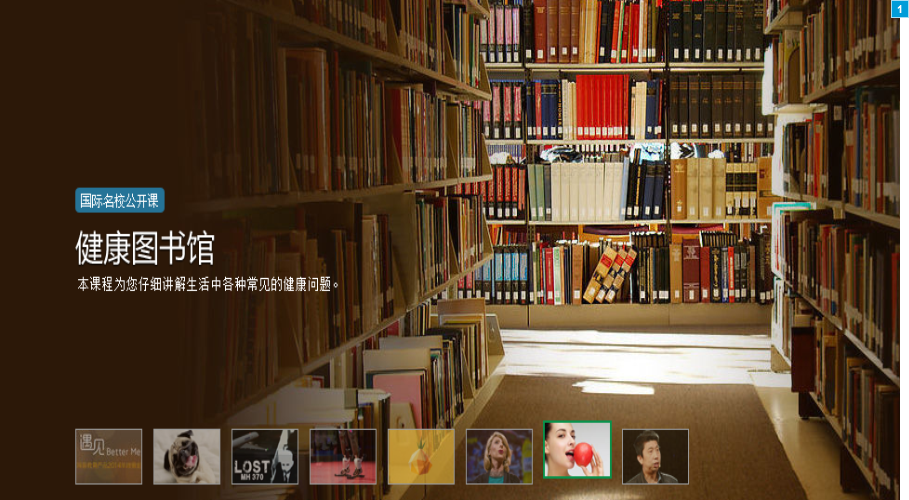 1
国际名校公开课
健康图书馆
本课程为您仔细讲解生活中各种常见的健康问题。
遇见
Better Me
LOST
MH 370